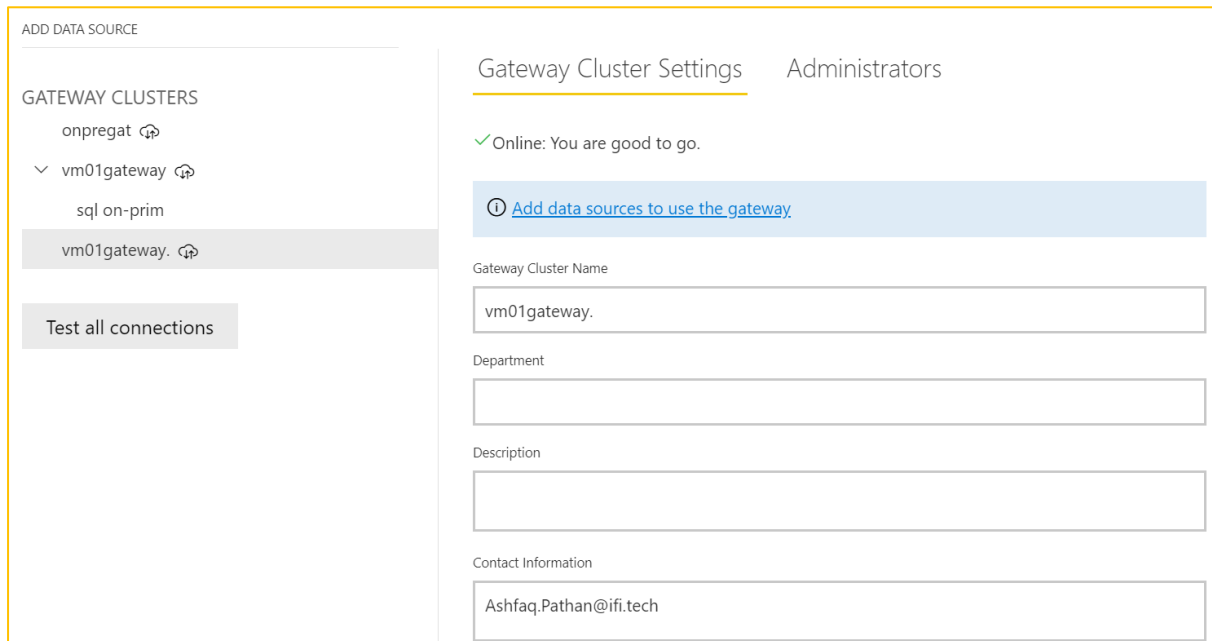 ADD DATA SOURCE
GATEWAY CLUSTERS
onpregat
vm01gateway
sql on-prim
vm01gateway.
Test all connections
Gateway Cluster Settings
Administrators
Online: You are good to go.
Add data sources to use the gateway
Gateway Cluster Name
vm01gateway.
Department
Description
Contact Information
Ashfaq.Pathan@ifi.tech